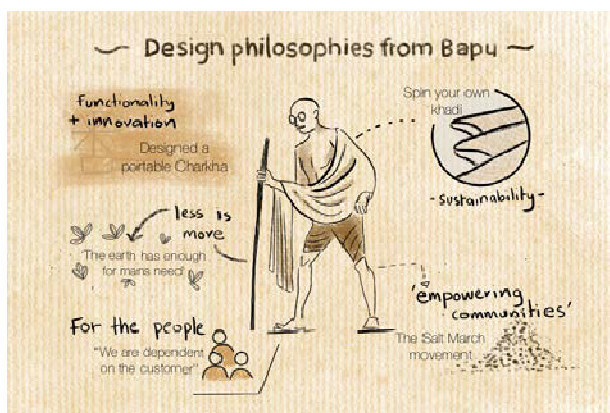 ~ Design philosophies from Bapu ~
functionality
+ innovation
Designed a
portable Charkha
Spin your own
khadi
- sustainability -
less is
move
'The earth has enough
for mans need'
'empowering
communities'
The Salt March
movement
For the people
"We are dependent
on the customer"